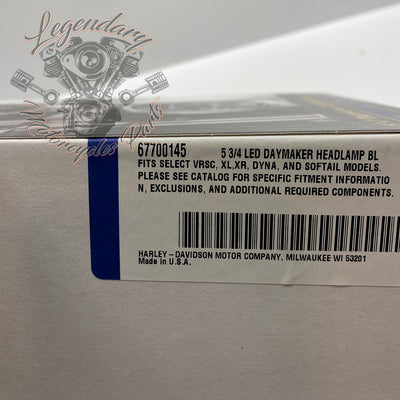 Legendary
Motorcycles Parts
67700145 5 3/4 LED DAYMAKER HEADLAMP BL
FITS SELECT VRSC, XL,XR, DYNA, AND SOFTAIL MODELS.
PLEASE SEE CATALOG FOR SPECIFIC FITMENT INFORMATIO
N, EXCLUSIONS, AND ADDITIONAL REQUIRED COMPONENTS.
HARLEY-DAVIDSON MOTOR COMPANY, MILWAUKEE WI 53201
Made in U.S.A.